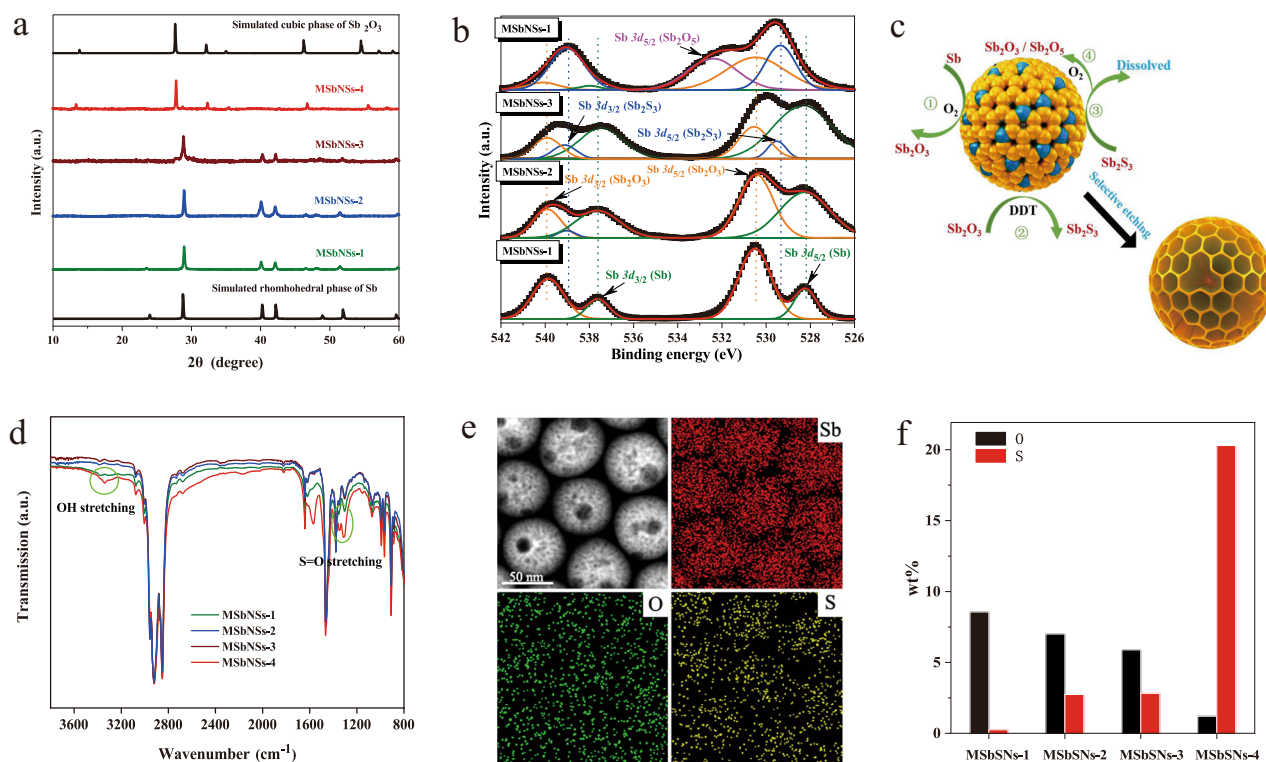 a
Simulated cubic phase of Sb2O3
MSbNSs-4
MSbNSs-3
MSbNSs-2
MSbNSs-1
Simulated rhomhohedral phase of Sb
Intensity (a.u.)
10 20 30 40 50 60
2θ (degree)
b
MSbNSs-1
Sb 3d5/2 (Sb2O5)
MSbNSs-3
Sb 3d3/2 (Sb2S3)
Sb 3d5/2 (Sb2S3)
MSbNSs-2
Sb 3d3/2 (Sb2O3)
Sb 3d5/2 (Sb2O3)
MSbNSs-1
Sb 3d3/2 (Sb)
Sb 3d5/2 (Sb)
Intensity (a.u.)
542 540 538 536 534 532 530 528 526
Binding energy (eV)
c
Sb
Sb2O3 / Sb2O5
④
O2
Dissolved
①
O2
③
Sb2O3
Sb2S3
DDT
Sb2O3
②
Sb2S3
Selective etching
d
OH stretching
S=O stretching
MSbNSs-1
MSbNSs-2
MSbNSs-3
MSbNSs-4
Transmission (a.u.)
3200 2800 2000 1600 1400 1200 800
Wavenumber (cm-1)
e
50 nm
Sb
O
S
f
O
S
20
15
10
5
0
wt%
MSbSNs-1 MSbSNs-2 MSbSNs-3 MSbSNs-4